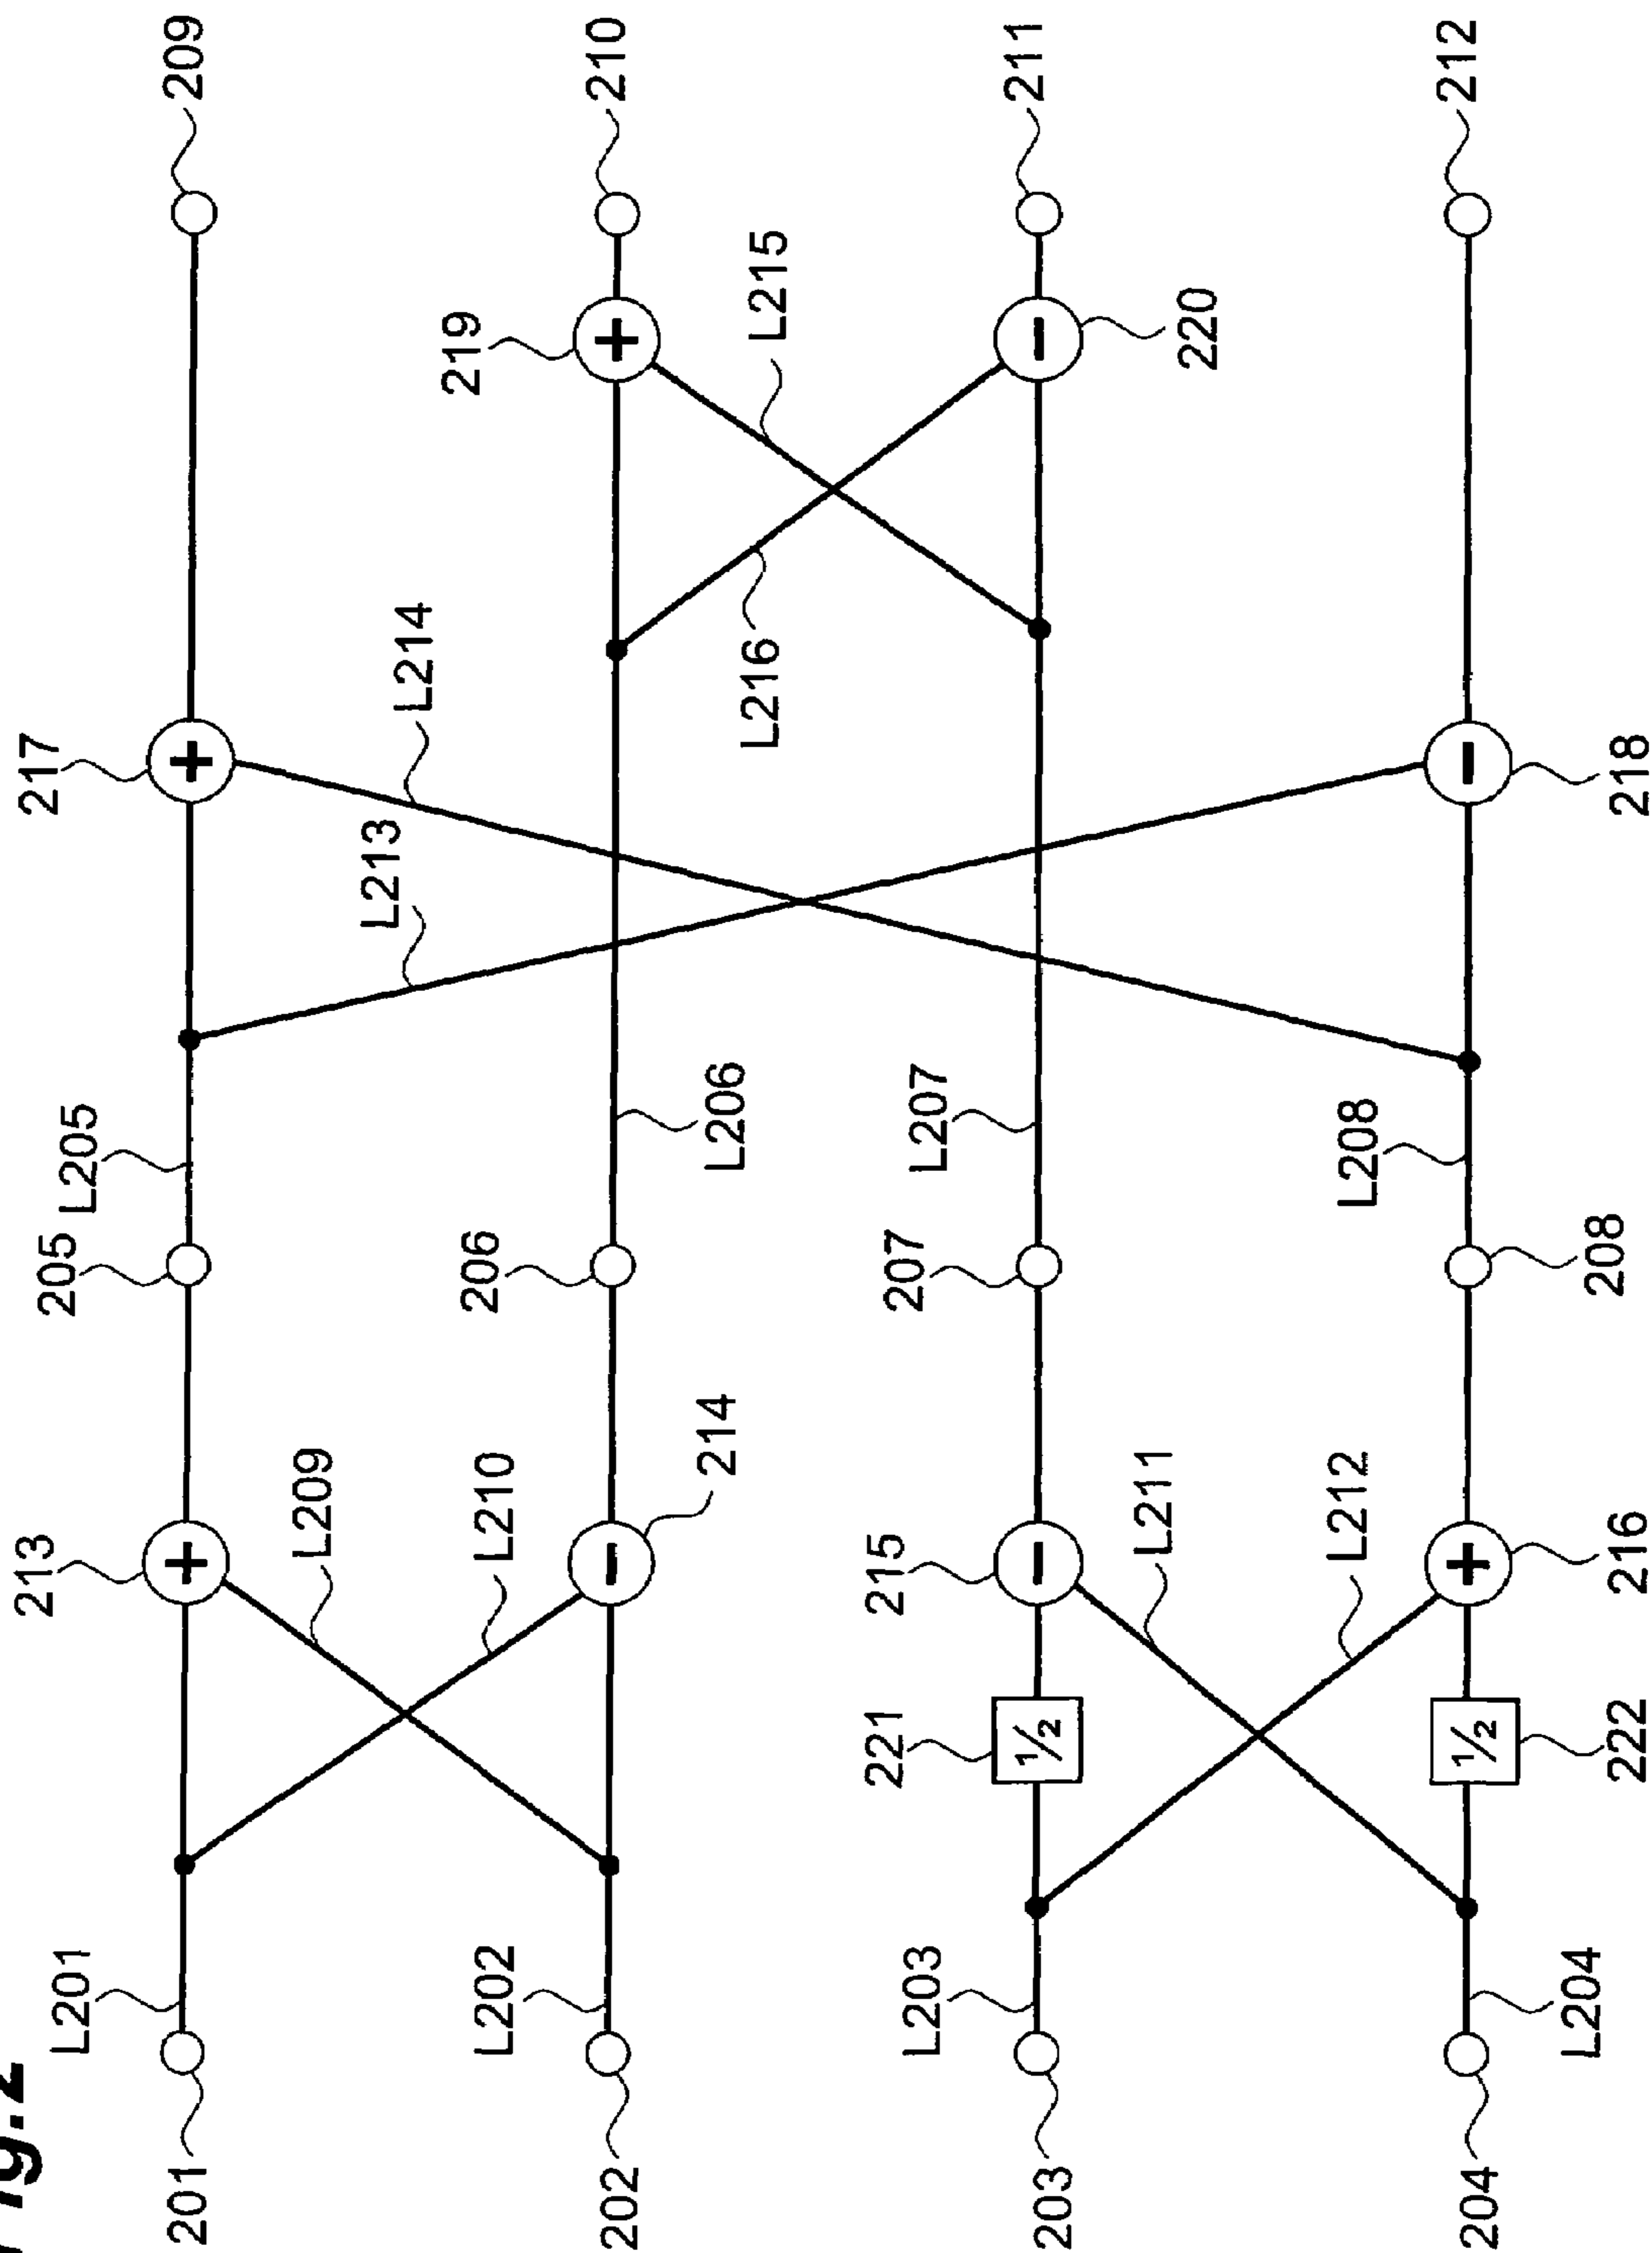 Fig.2
L201
213
205
L205
217
201
+
+
209
L209
L213
L214
L202
L210
206
219
202
−
+
210
214
L206
L216
L215
L203
221
215
207
L207
203
½
−
−
211
L211
220
L212
L208
204
½
+
−
212
L204
222
216
208
218